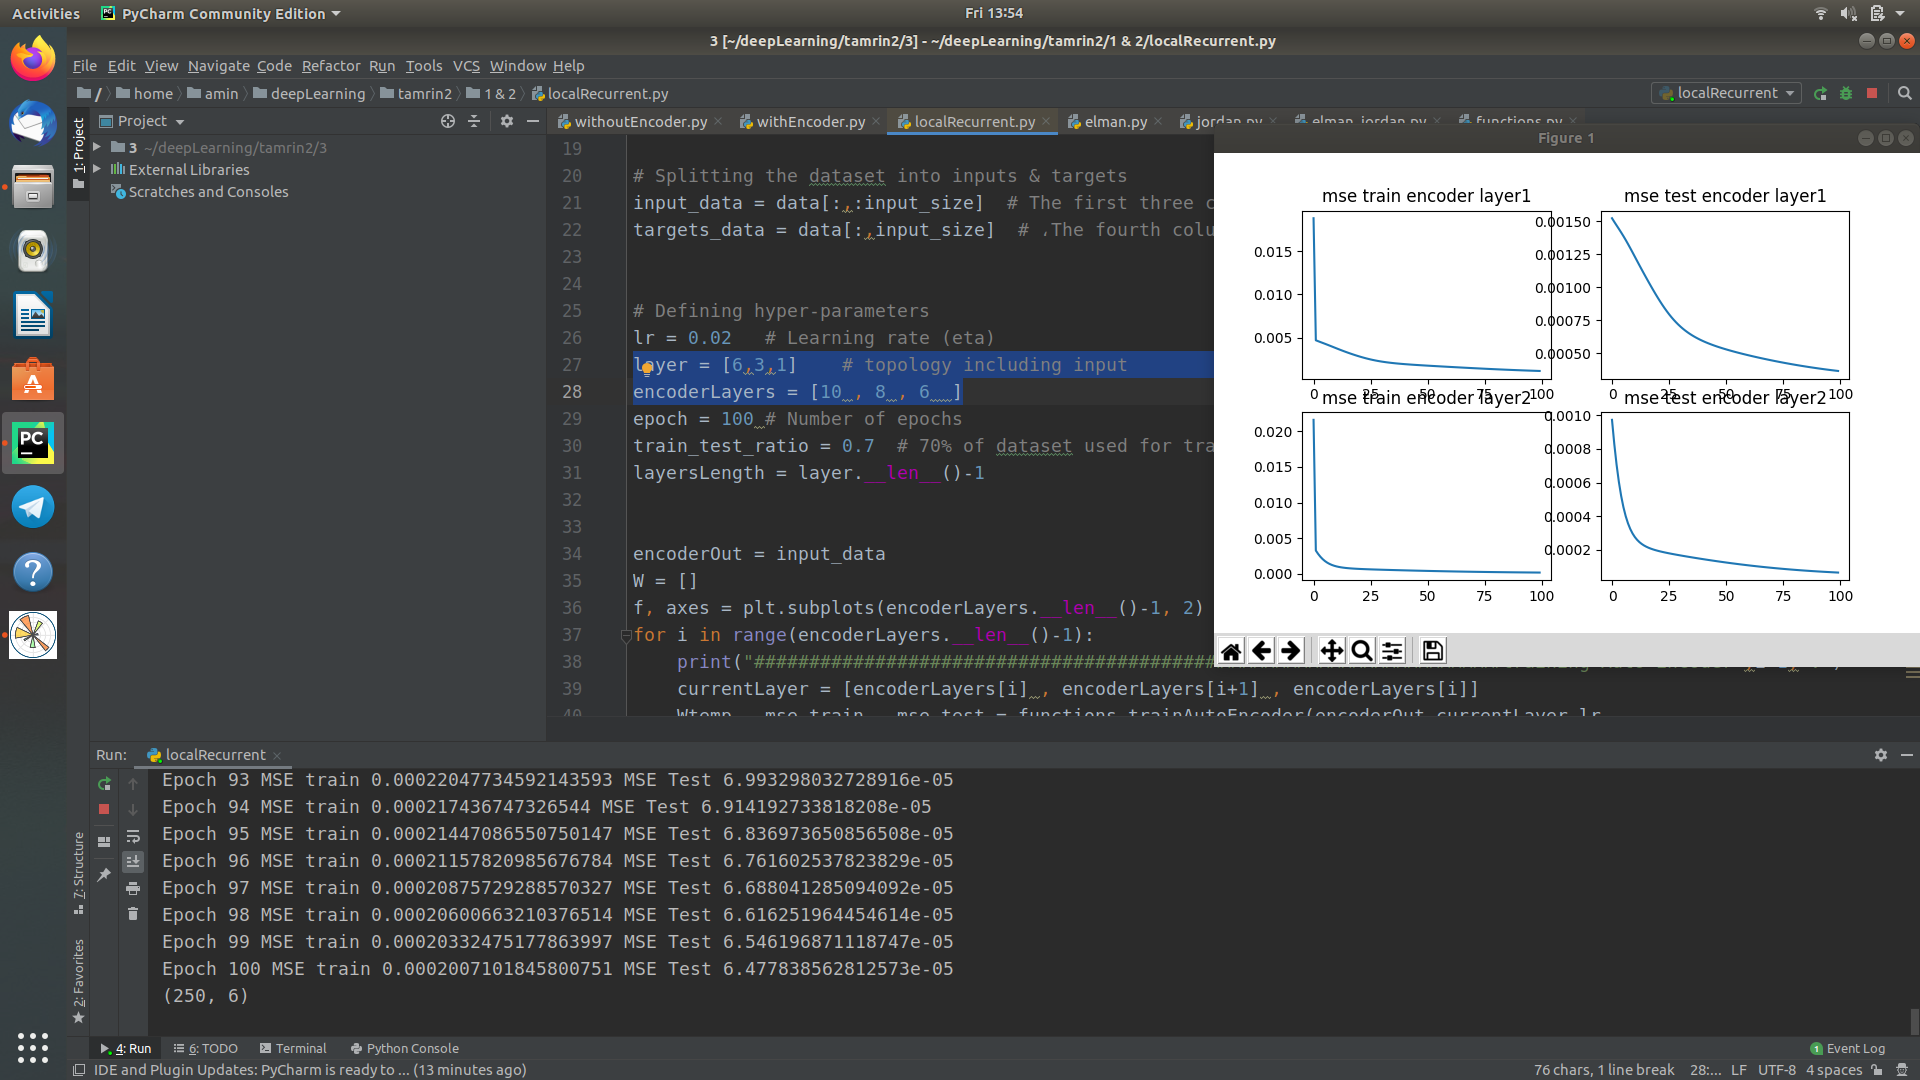 Activities PyCharm Community Edition Fri 13:54
3 [~/deepLearning/tamrin2/3] - ~/deepLearning/tamrin2/1 & 2/localRecurrent.py
File Edit View Navigate Code Refactor Run Tools VCS Window Help
/ home amin deepLearning tamrin2 1 & 2 localRecurrent.py localRecurrent
Project
withoutEncoder.py withEncoder.py localRecurrent.py elman.py jordan.py elman_jordan.py functions.py
1: Project
3 ~/deepLearning/tamrin2/3
External Libraries
Scratches and Consoles
19
20 # Splitting the dataset into inputs & targets
21 input_data = data[:,:input_size] # The first three c
22 targets_data = data[:,input_size] # ،The fourth colu
23
24
25 # Defining hyper-parameters
26 lr = 0.02 # Learning rate (eta)
27 layer = [6,3,1] # topology including input
28 encoderLayers = [10 , 8 , 6 ]
29 epoch = 100 # Number of epochs
30 train_test_ratio = 0.7 # 70% of dataset used for tra
31 layersLength = layer.__len__()-1
32
33
34 encoderOut = input_data
35 W = []
36 f, axes = plt.subplots(encoderLayers.__len__()-1, 2)
37 for i in range(encoderLayers.__len__()-1):
38 print("##########################################
39 currentLayer = [encoderLayers[i] , encoderLayers[i+1] , encoderLayers[i]]
40 Wtemp mse train mse test = functions trainAutoEncoder(encoderOut currentLayer lr
Figure 1
mse train encoder layer1
0.015
0.010
0.005
0 25 50 75 100
mse test encoder layer1
0.00150
0.00125
0.00100
0.00075
0.00050
0 25 50 75 100
mse train encoder layer2
0.020
0.015
0.010
0.005
0.000
0 25 50 75 100
mse test encoder layer2
0.0010
0.0008
0.0006
0.0004
0.0002
0 25 50 75 100
Run: localRecurrent
Epoch 93 MSE train 0.00022047734592143593 MSE Test 6.993298032728916e-05
Epoch 94 MSE train 0.000217436747326544 MSE Test 6.914192733818208e-05
Epoch 95 MSE train 0.00021447086550750147 MSE Test 6.836973650856508e-05
Epoch 96 MSE train 0.00021157820985676784 MSE Test 6.761602537823829e-05
Epoch 97 MSE train 0.00020875729288570327 MSE Test 6.688041285094092e-05
Epoch 98 MSE train 0.00020600663210376514 MSE Test 6.616251964454614e-05
Epoch 99 MSE train 0.00020332475177863997 MSE Test 6.546196871118747e-05
Epoch 100 MSE train 0.0002007101845800751 MSE Test 6.477838562812573e-05
(250, 6)
7: Structure
2: Favorites
4: Run 6: TODO Terminal Python Console 1 Event Log
IDE and Plugin Updates: PyCharm is ready to ... (13 minutes ago) 76 chars, 1 line break 28:... LF UTF-8 4 spaces